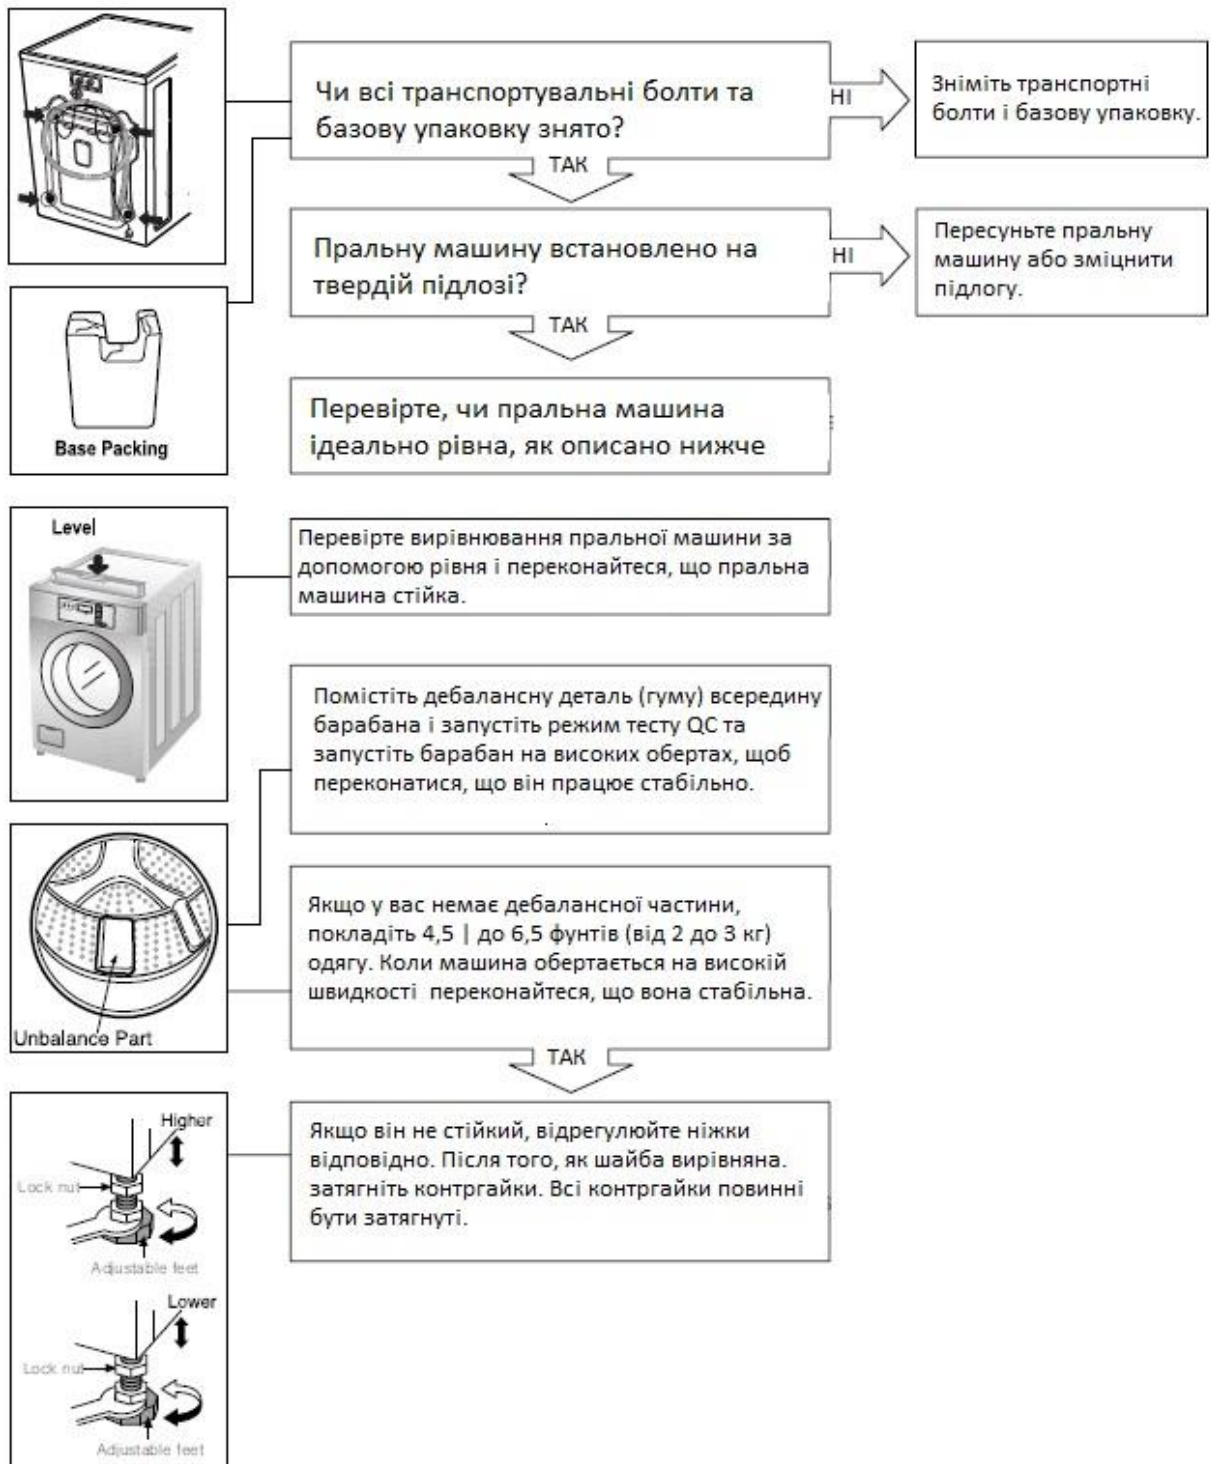 Чи всі транспортувальні болти та
базову упаковку знято?
НІ
Зніміть транспортні
болти і базову упаковку.
ТАК
Пральну машину встановлено на
твердій підлозі?
НІ
Пересуньте пральну
машину або зміцнити
підлогу.
ТАК
Base Packing
Перевірте, чи пральна машина
ідеально рівна, як описано нижче
Level
Перевірте вирівнювання пральної машини за
допомогою рівня і переконайтеся, що пральна
машина стійка.
Помістіть дебалансну деталь (гуму) всередину
барабана і запустіть режим тесту QC та
запустіть барабан на високих обертах, щоб
переконатися, що він працює стабільно.
Unbalance Part
Якщо у вас немає дебалансної частини,
покладіть 4,5 | до 6,5 фунтів (від 2 до 3 кг)
одягу. Коли машина обертається на високій
швидкості переконайтеся, що вона стабільна.
ТАК
Higher
Lock nut
Adjustable feet
Якщо він не стійкий, відрегулюйте ніжки
відповідно. Після того, як шайба вирівняна.
затягніть контргайки. Всі контргайки повинні
бути затягнуті.
Lower
Lock nut
Adjustable feet